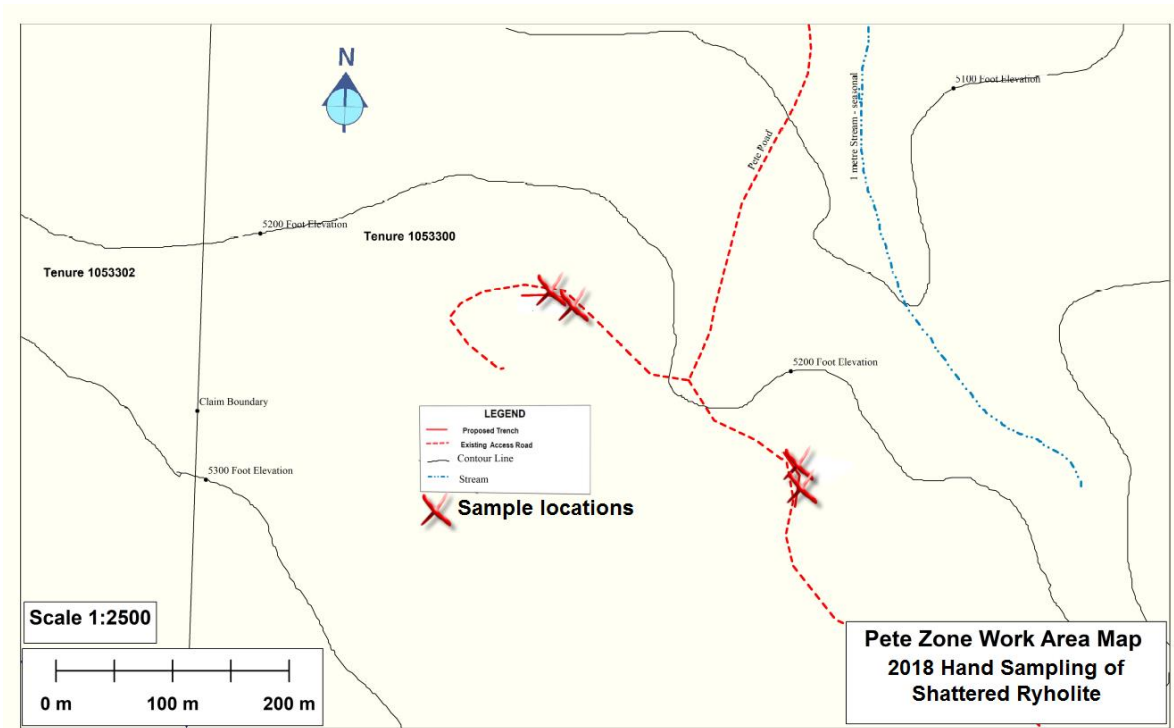 N
5100 Foot Elevation
Pete Road
1 metre Stream - seasonal
5200 Foot Elevation
Tenure 1053300
Tenure 1053302
5200 Foot Elevation
Claim Boundary
LEGEND
Proposed Trench
Existing Access Road
Contour Line
Stream
5300 Foot Elevation
Sample locations
Scale 1:2500
0 m 100 m 200 m
Pete Zone Work Area Map
2018 Hand Sampling of
Shattered Ryholite